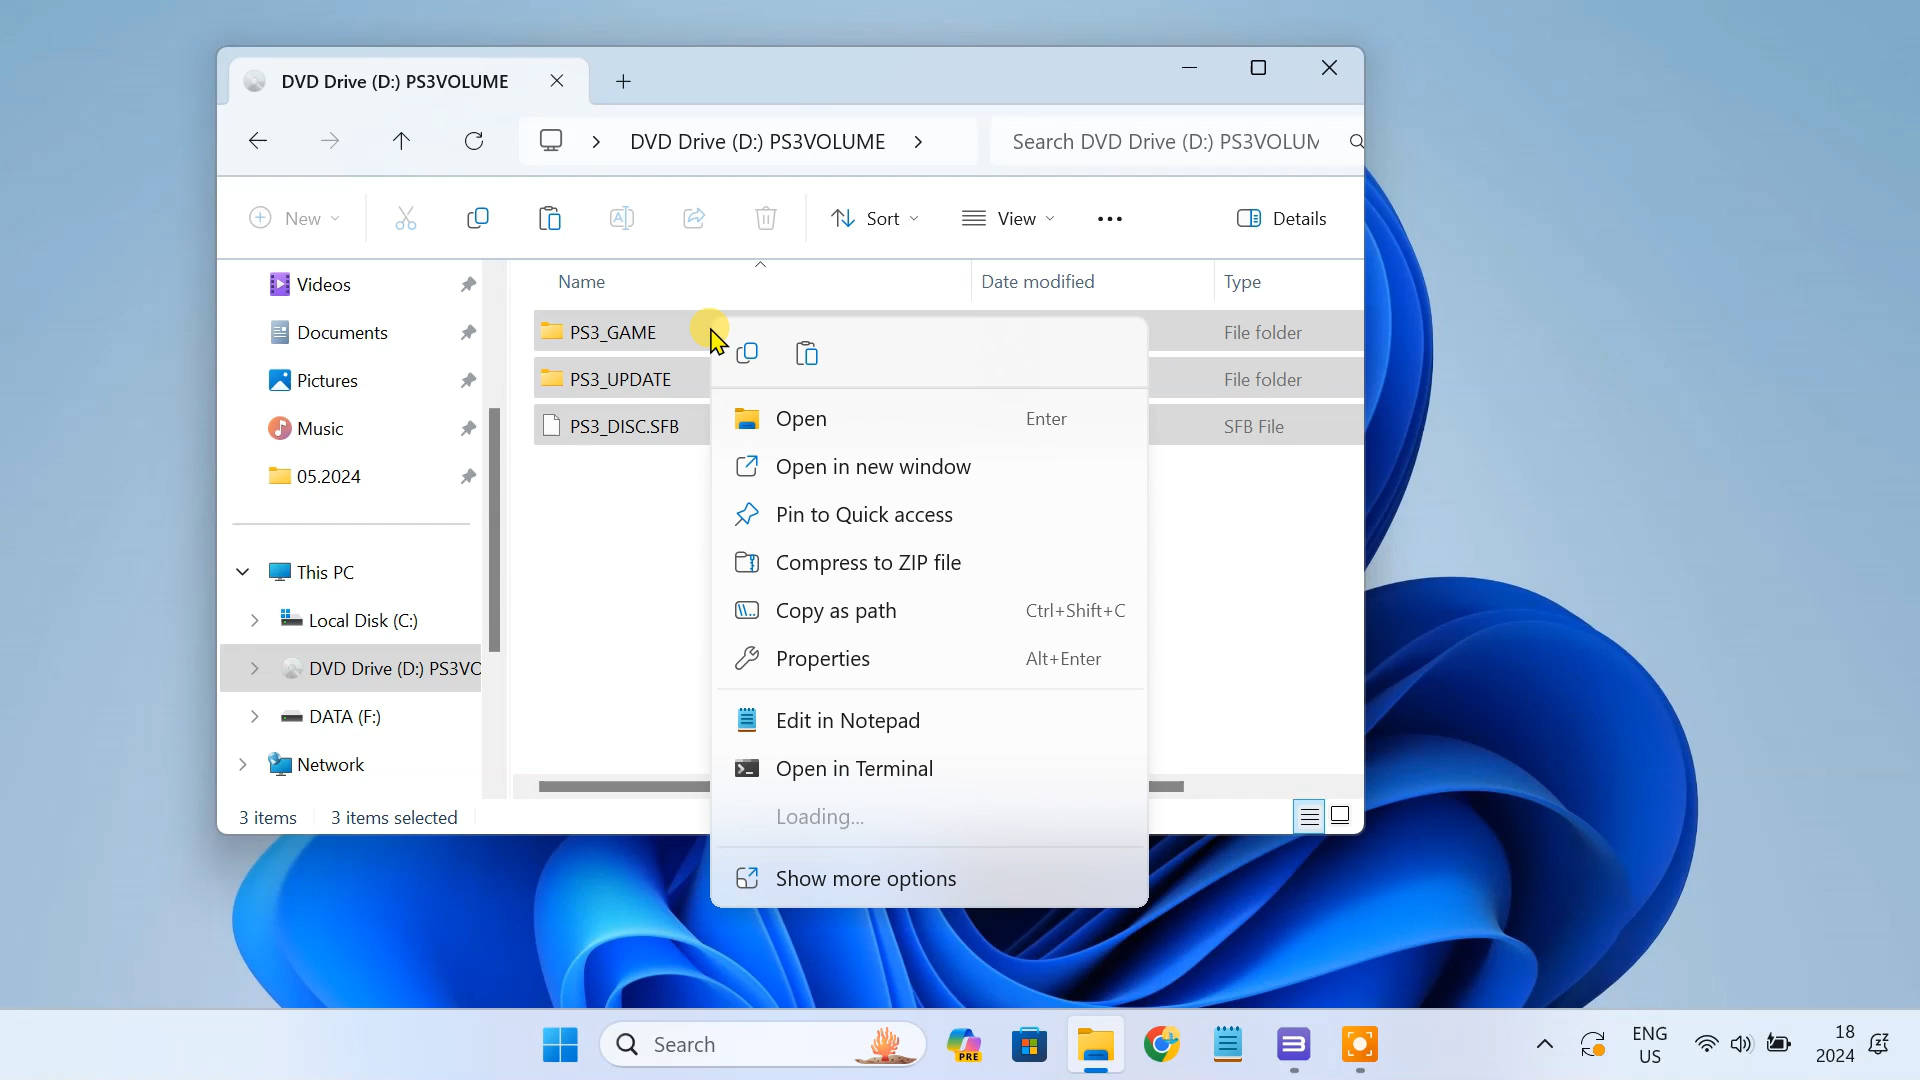 DVD Drive (D:) PS3VOLUME
DVD Drive (D:) PS3VOLUME
Search DVD Drive (D:) PS3VOLUM
New
Sort
View
Details
Name
Date modified
Type
Videos
Documents
Pictures
Music
05.2024
This PC
Local Disk (C:)
DVD Drive (D:) PS3VC
DATA (F:)
Network
PS3_GAME
File folder
PS3_UPDATE
File folder
PS3_DISC.SFB
SFB File
Open Enter
Open in new window
Pin to Quick access
Compress to ZIP file
Copy as path Ctrl+Shift+C
Properties Alt+Enter
Edit in Notepad
Open in Terminal
Loading...
Show more options
3 items 3 items selected
Search
PRE
ENG
US
18
2024